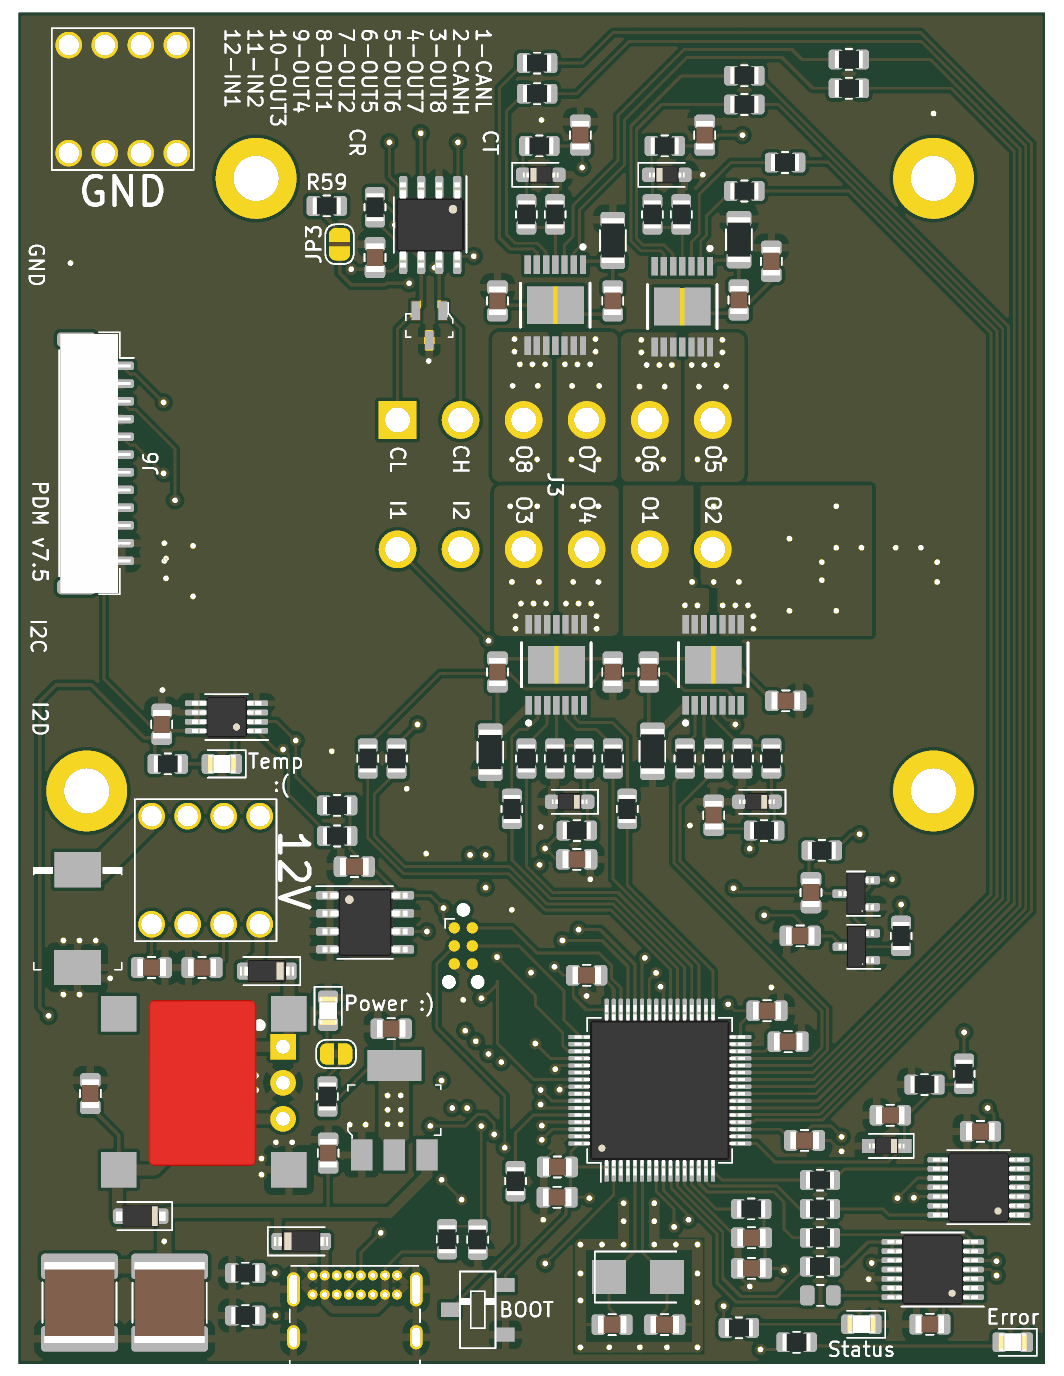 1-CANL
2-CANH
3-OUT8
4-OUT7
5-OUT6
6-OUT5
7-OUT2
8-OUT1
9-OUT4
10-OUT3
11-IN2
12-IN1
CR
CT
GND
R59
JP3
GND
J6
CL
CH
O8
O7
O6
O5
J3
I1
I2
O3
O4
O1
O2
PDM v7.5
I2C
I2D
Temp
:(
12V
Power :)
BOOT
Status
Error